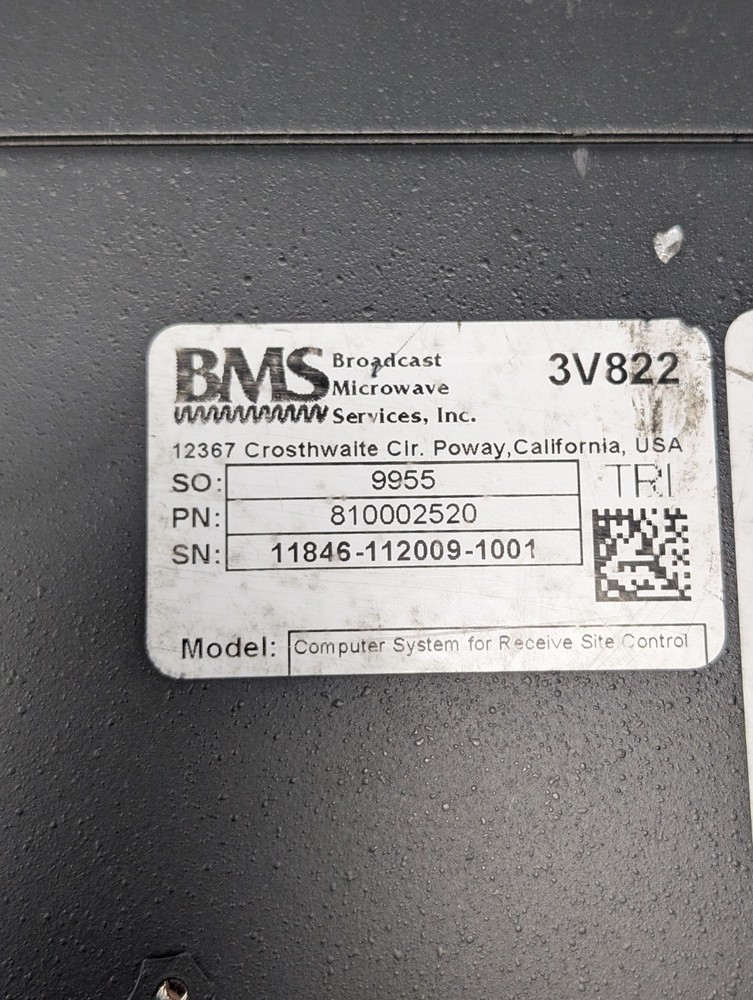 BMS Broadcast 3V822
Microwave
Services, Inc.
12367 Crosthwaite Cir. Poway,California, USA
SO: 9955 TRI
PN: 810002520
SN: 11846-112009-1001
Model: Computer System for Receive Site Control